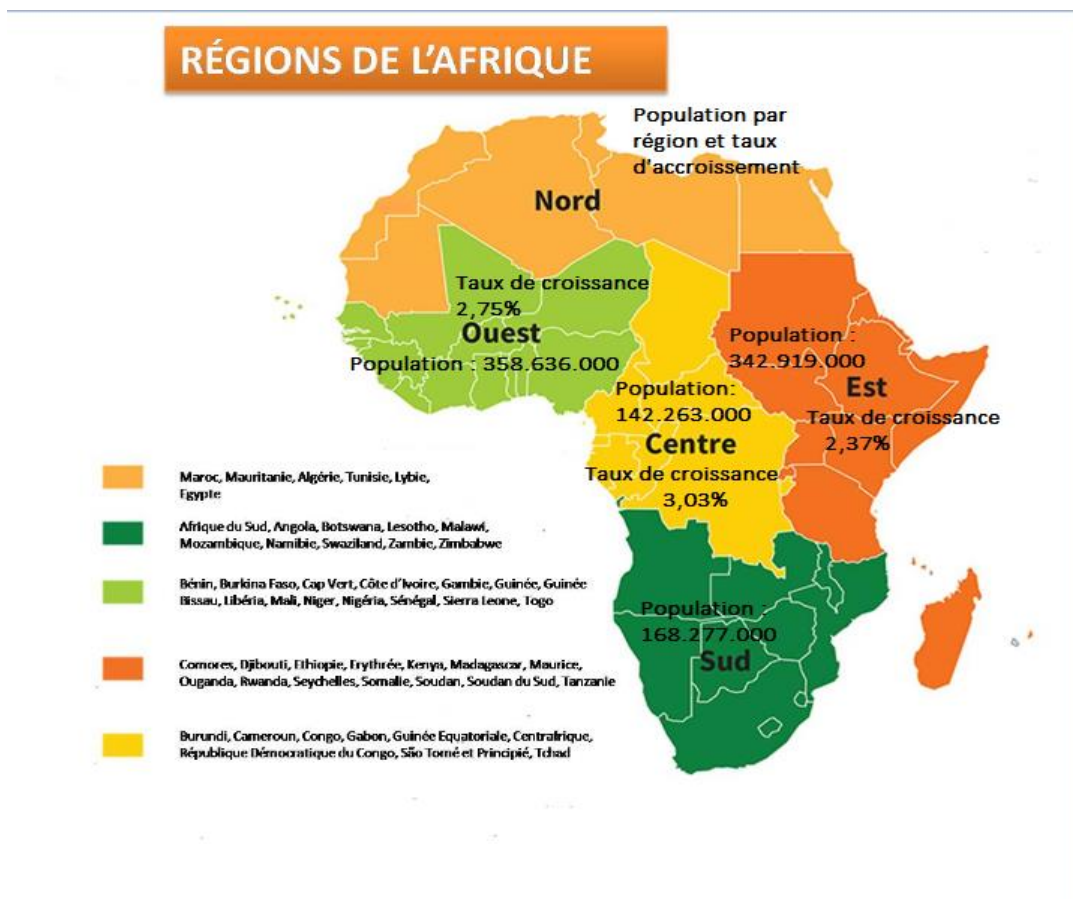 RÉGIONS DE L'AFRIQUE
Population par
région et taux
d'accroissement
Nord
Taux de croissance
2,75%
Ouest
Population : 358.636.000
Population :
342.919.000
Est
Taux de croissance
2,37%
Population:
142.263.000
Centre
Taux de croissance
3,03%
Population :
168.277.000
Sud
Maroc, Mauritanie, Algérie, Tunisie, Lybie,
Egypte
Afrique du Sud, Angola, Botswana, Lesotho, Malawi,
Mozambique, Namibie, Swaziland, Zambie, Zimbabwe
Bénin, Burkina Faso, Cap Vert, Côte d'Ivoire, Gambie, Guinée, Guinée
Bissau, Libéria, Mali, Niger, Nigéria, Sénégal, Sierra Leone, Togo
Comores, Djibouti, Ethiopie, Erythrée, Kenya, Madagascar, Maurice,
Ouganda, Rwanda, Seychelles, Somalie, Soudan, Soudan du Sud, Tanzanie
Burundi, Cameroun, Congo, Gabon, Guinée Equatoriale, Centrafrique,
République Démocratique du Congo, São Tomé et Principié, Tchad